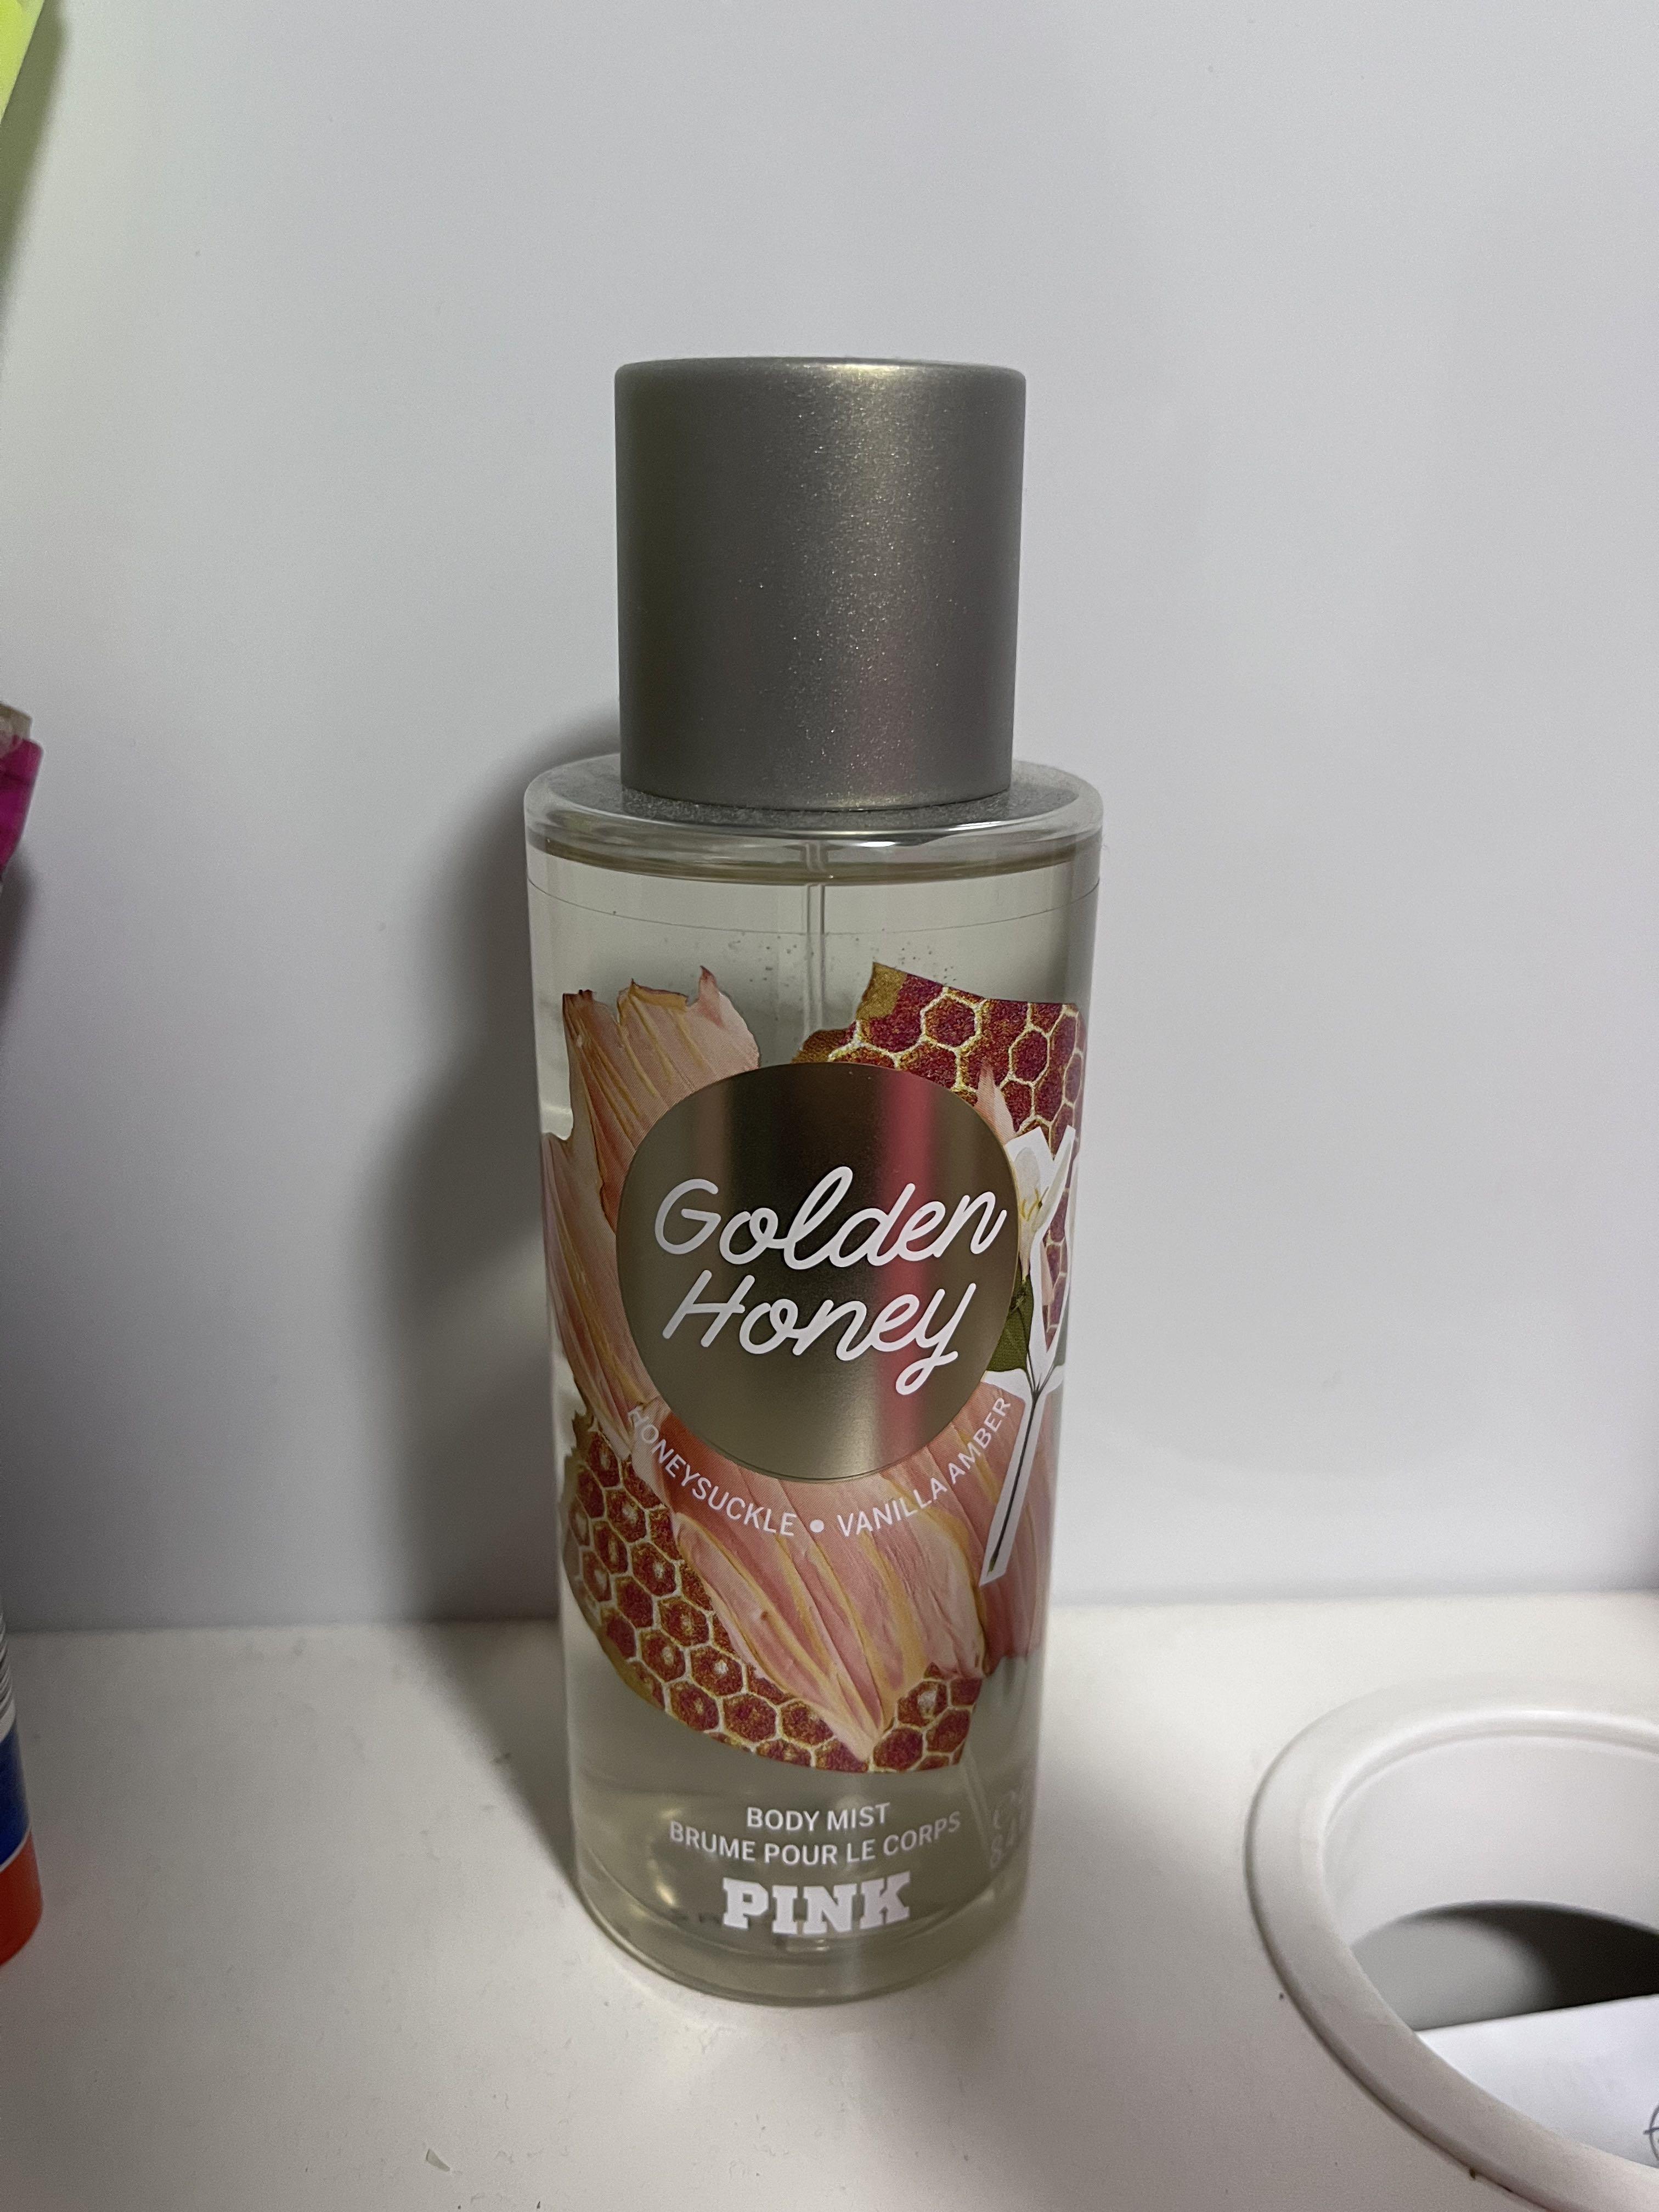 Golden
Honey
HONEYSUCKLE • VANILLA AMBER
BODY MIST
BRUME POUR LE CORPS
PINK